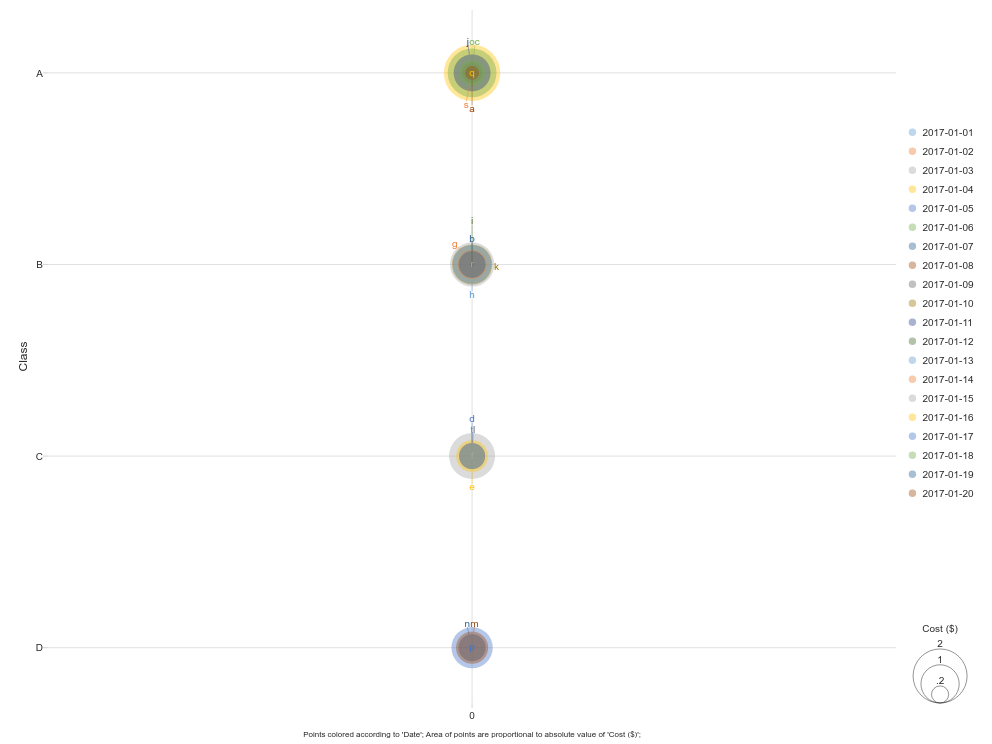 joc
A
q
s
a
i
b
g
B
r
k
h
Class
d
C
e
nm
D
p
0
2017-01-01
2017-01-02
2017-01-03
2017-01-04
2017-01-05
2017-01-06
2017-01-07
2017-01-08
2017-01-09
2017-01-10
2017-01-11
2017-01-12
2017-01-13
2017-01-14
2017-01-15
2017-01-16
2017-01-17
2017-01-18
2017-01-19
2017-01-20
Cost ($)
2
1
.2
Points colored according to 'Date'; Area of points are proportional to absolute value of 'Cost ($)';